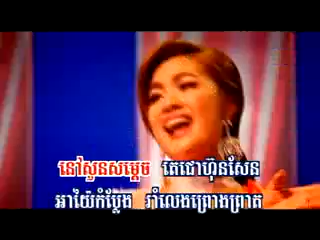 នៅសួនសម្តេច តេជោហ៊ុនសែន
អាយ៉ៃកំប្លែង រាំលេងព្រោងព្រាត